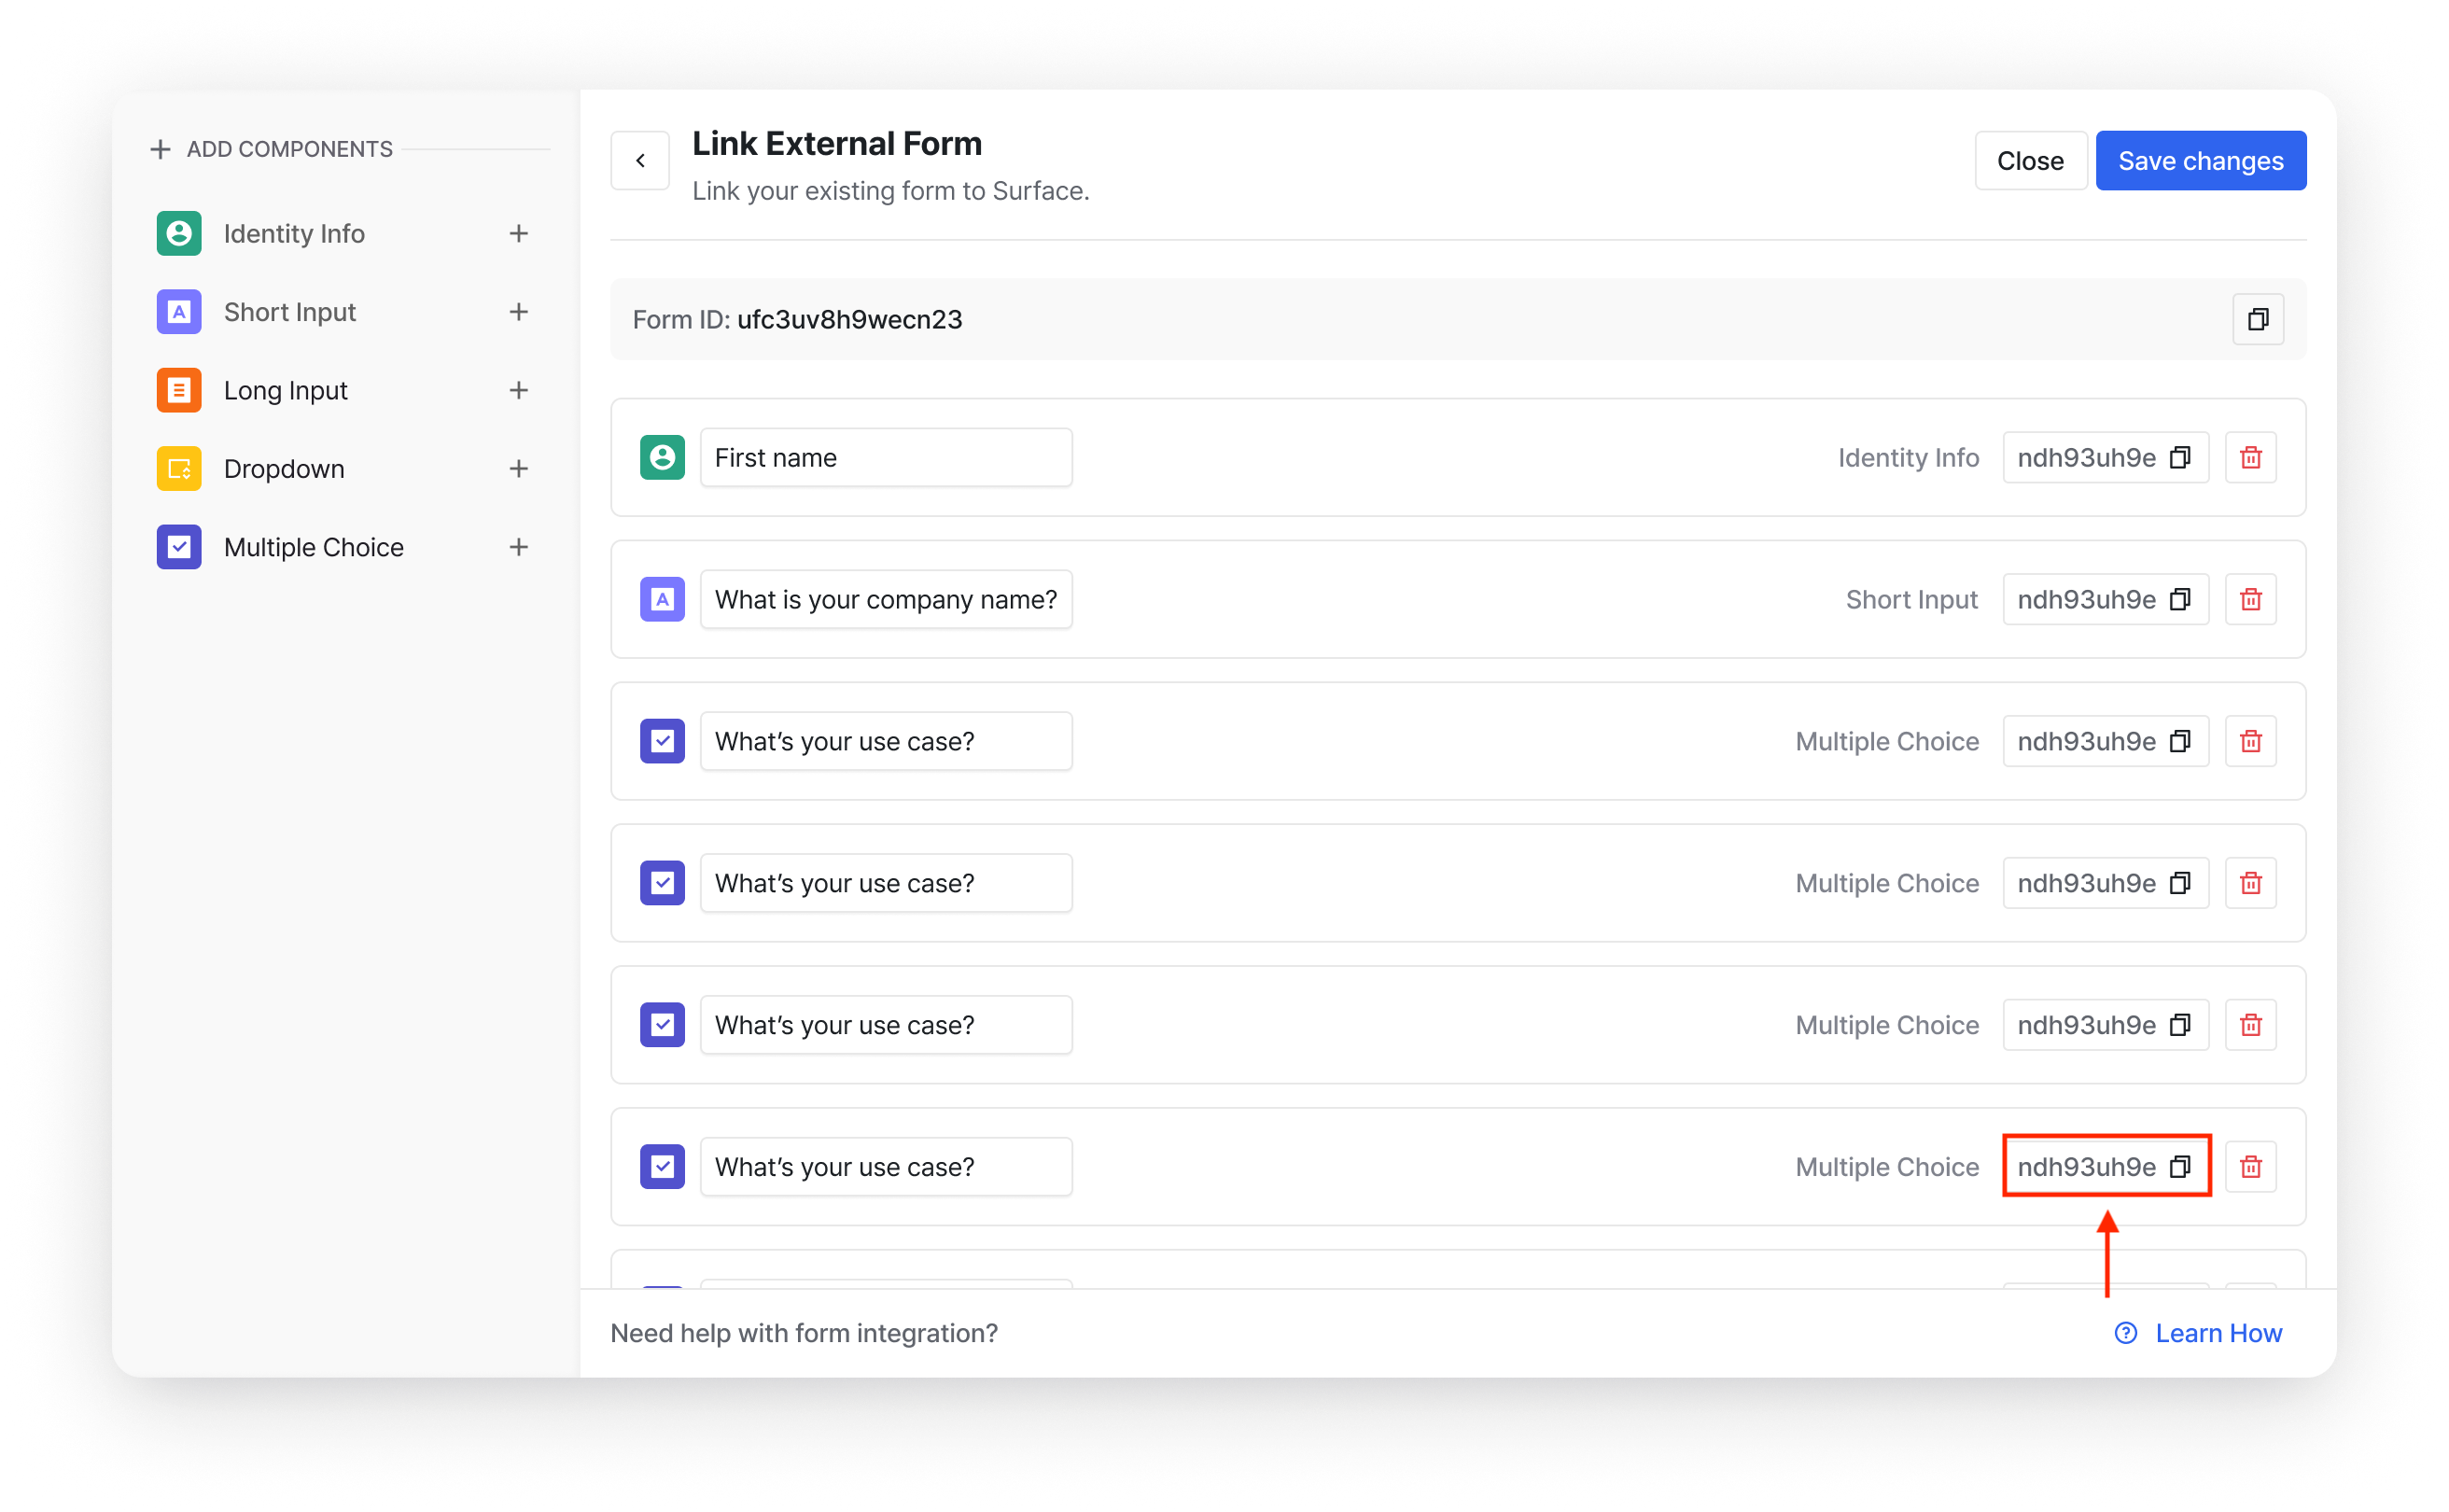 ADD COMPONENTS
Identity Info
Short Input
Long Input
Dropdown
Multiple Choice
Link External Form
Link your existing form to Surface.
Close
Save changes
Form ID: ufc3uv8h9wecn23
First name
Identity Info
ndh93uh9e
What is your company name?
Short Input
ndh93uh9e
What’s your use case?
Multiple Choice
ndh93uh9e
What’s your use case?
Multiple Choice
ndh93uh9e
What’s your use case?
Multiple Choice
ndh93uh9e
What’s your use case?
Multiple Choice
ndh93uh9e
Need help with form integration?
Learn How